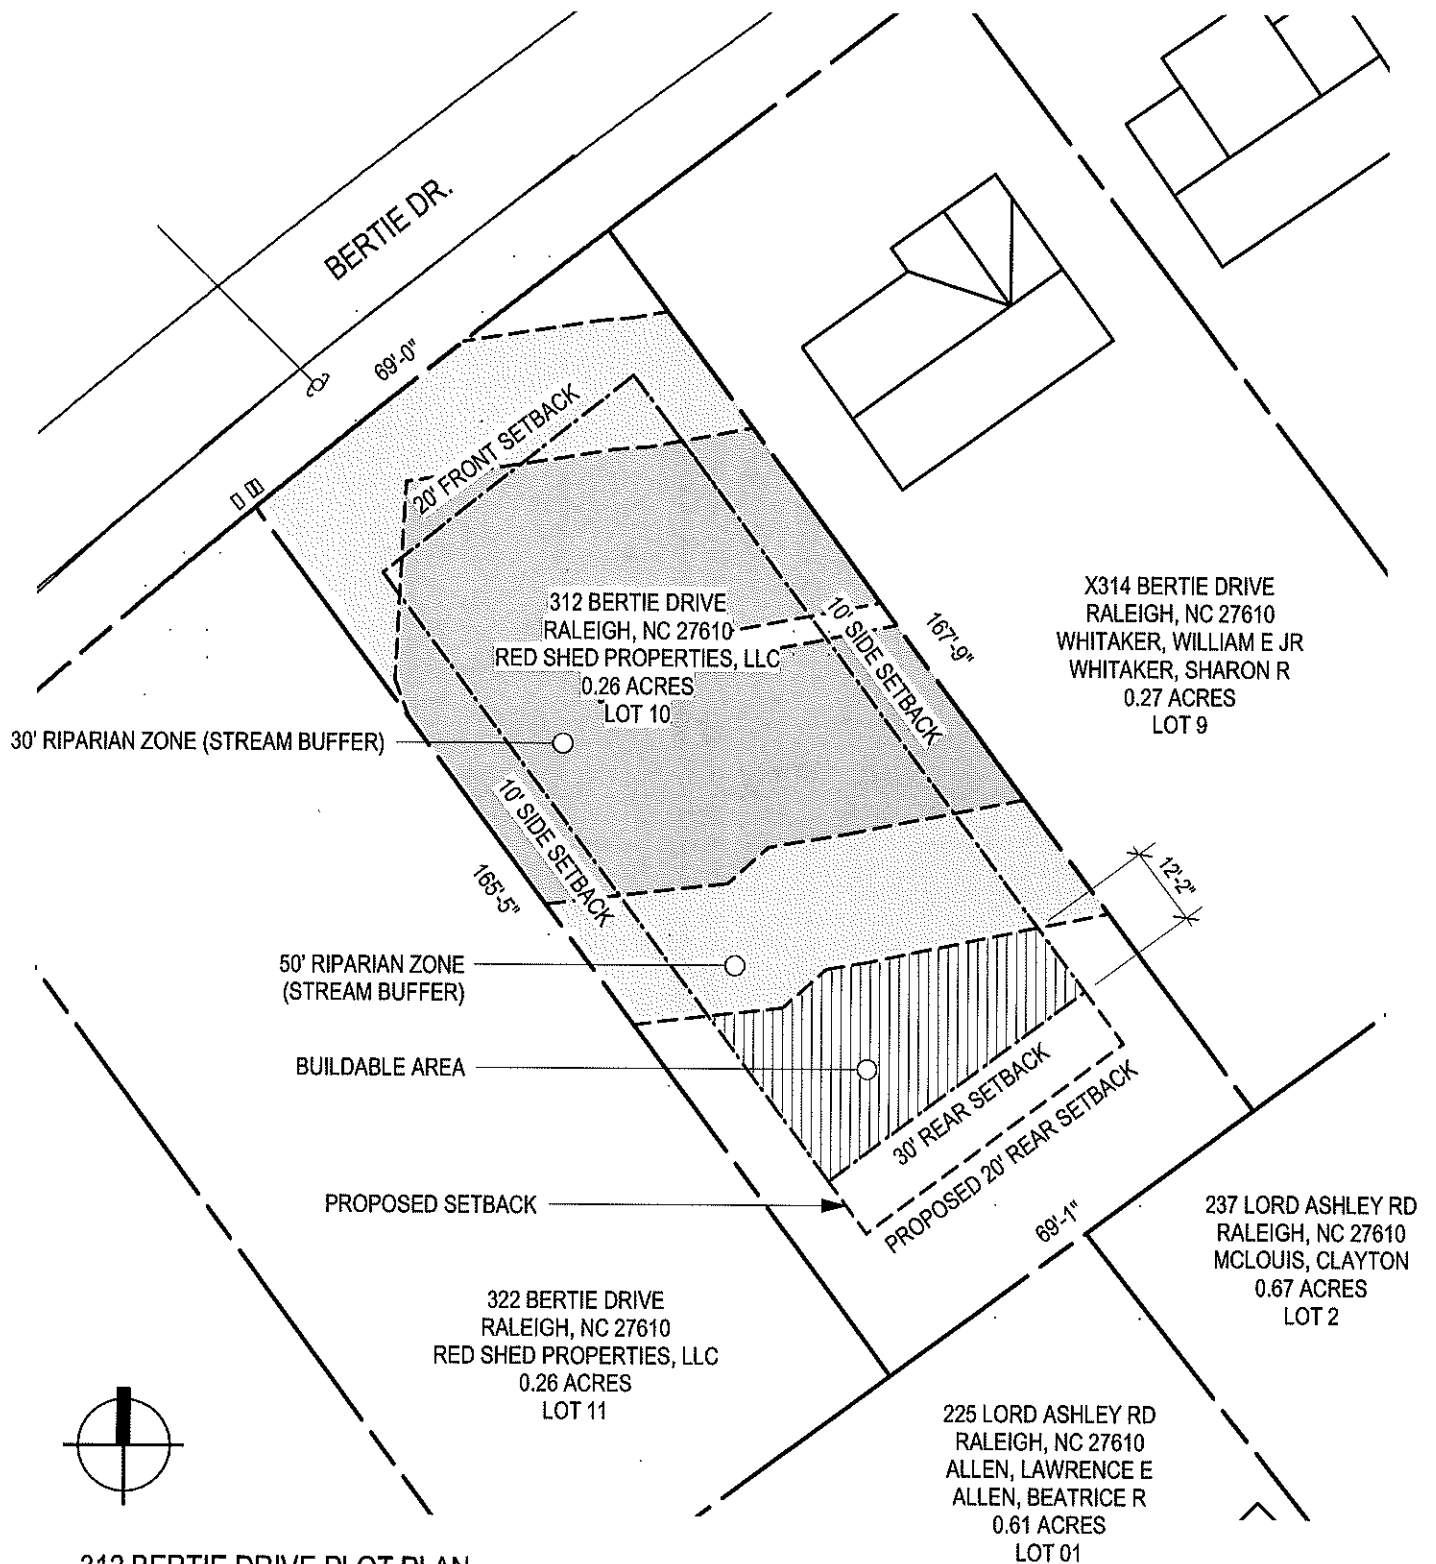 BERTIE DR.
69'-0"
20' FRONT SETBACK
312 BERTIE DRIVE
RALEIGH, NC 27610
RED SHED PROPERTIES, LLC
0.26 ACRES
LOT 10
10' SIDE SETBACK
167'-9"
X314 BERTIE DRIVE
RALEIGH, NC 27610
WHITAKER, WILLIAM E JR
WHITAKER, SHARON R
0.27 ACRES
LOT 9
30' RIPARIAN ZONE (STREAM BUFFER)
10' SIDE SETBACK
165'-5"
12'-2"
50' RIPARIAN ZONE
(STREAM BUFFER)
BUILDABLE AREA
30' REAR SETBACK
PROPOSED 20' REAR SETBACK
PROPOSED SETBACK
69'-1"
237 LORD ASHLEY RD
RALEIGH, NC 27610
MCLOUIS, CLAYTON
0.67 ACRES
LOT 2
322 BERTIE DRIVE
RALEIGH, NC 27610
RED SHED PROPERTIES, LLC
0.26 ACRES
LOT 11
225 LORD ASHLEY RD
RALEIGH, NC 27610
ALLEN, LAWRENCE E
ALLEN, BEATRICE R
0.61 ACRES
LOT 01
312 BERTIE DRIVE PLOT PLAN